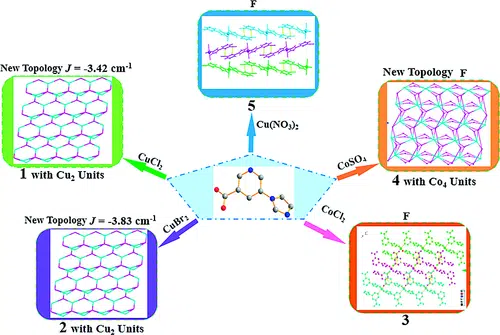 F
5
New Topology J = -3.42 cm-1
1 with Cu2 Units
CuCl2
Cu(NO3)2
CoSO4
New Topology F
4 with Co4 Units
New Topology J = -3.83 cm-1
2 with Cu2 Units
CuBr2
CoCl2
F
3